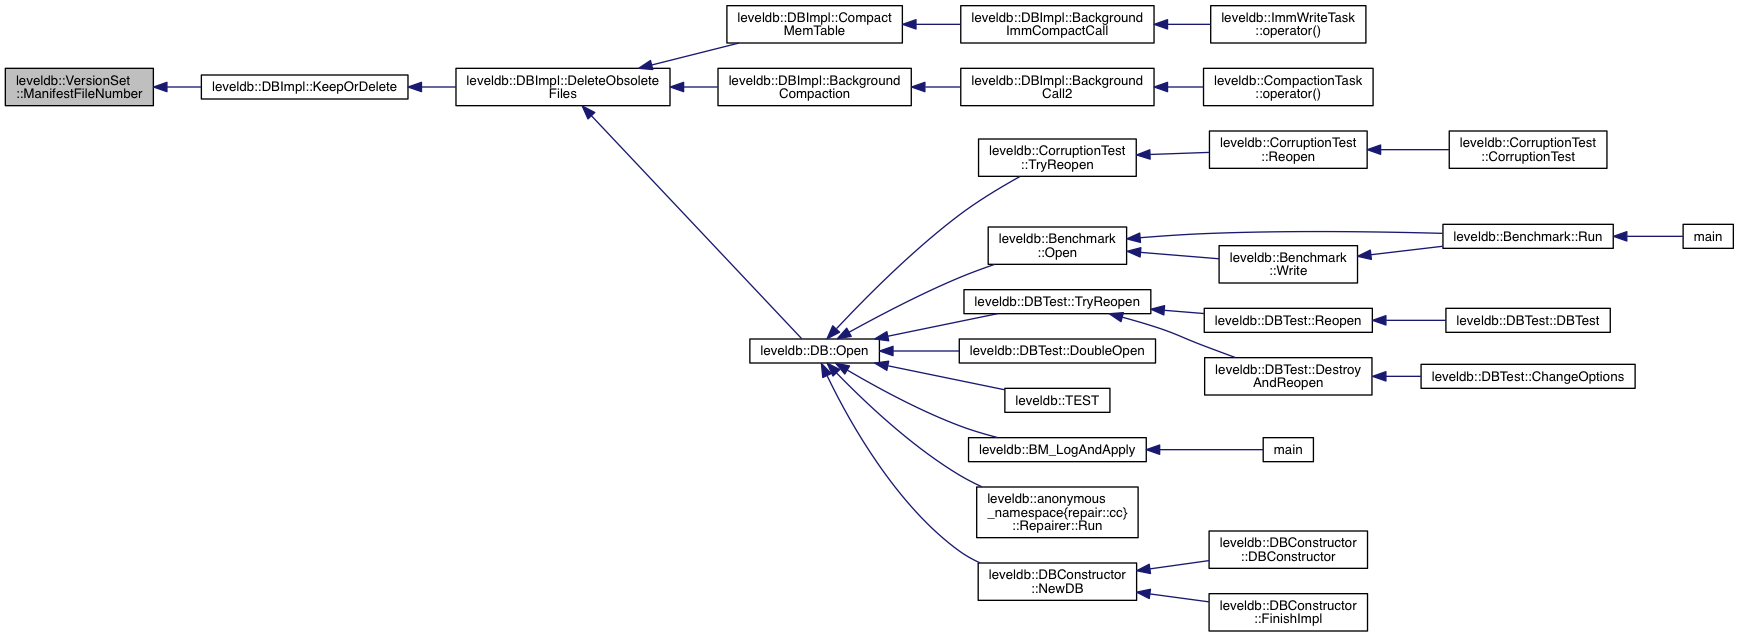 leveldb::VersionSet
::ManifestFileNumber
leveldb::DBImpl::KeepOrDelete
leveldb::DBImpl::DeleteObsolete
Files
leveldb::DBImpl::Compact
MemTable
leveldb::DBImpl::Background
ImmCompactCall
leveldb::ImmWriteTask
::operator()
leveldb::DBImpl::Background
Compaction
leveldb::DBImpl::Background
Call2
leveldb::CompactionTask
::operator()
leveldb::DB::Open
leveldb::CorruptionTest
::TryReopen
leveldb::CorruptionTest
::Reopen
leveldb::CorruptionTest
::CorruptionTest
leveldb::Benchmark
::Open
leveldb::Benchmark::Run
main
leveldb::Benchmark
::Write
leveldb::DBTest::TryReopen
leveldb::DBTest::Reopen
leveldb::DBTest::DBTest
leveldb::DBTest::Destroy
AndReopen
leveldb::DBTest::ChangeOptions
leveldb::DBTest::DoubleOpen
leveldb::TEST
leveldb::BM_LogAndApply
main
leveldb::anonymous
_namespace{repair::cc}
::Repairer::Run
leveldb::DBConstructor
::NewDB
leveldb::DBConstructor
::DBConstructor
leveldb::DBConstructor
::FinishImpl